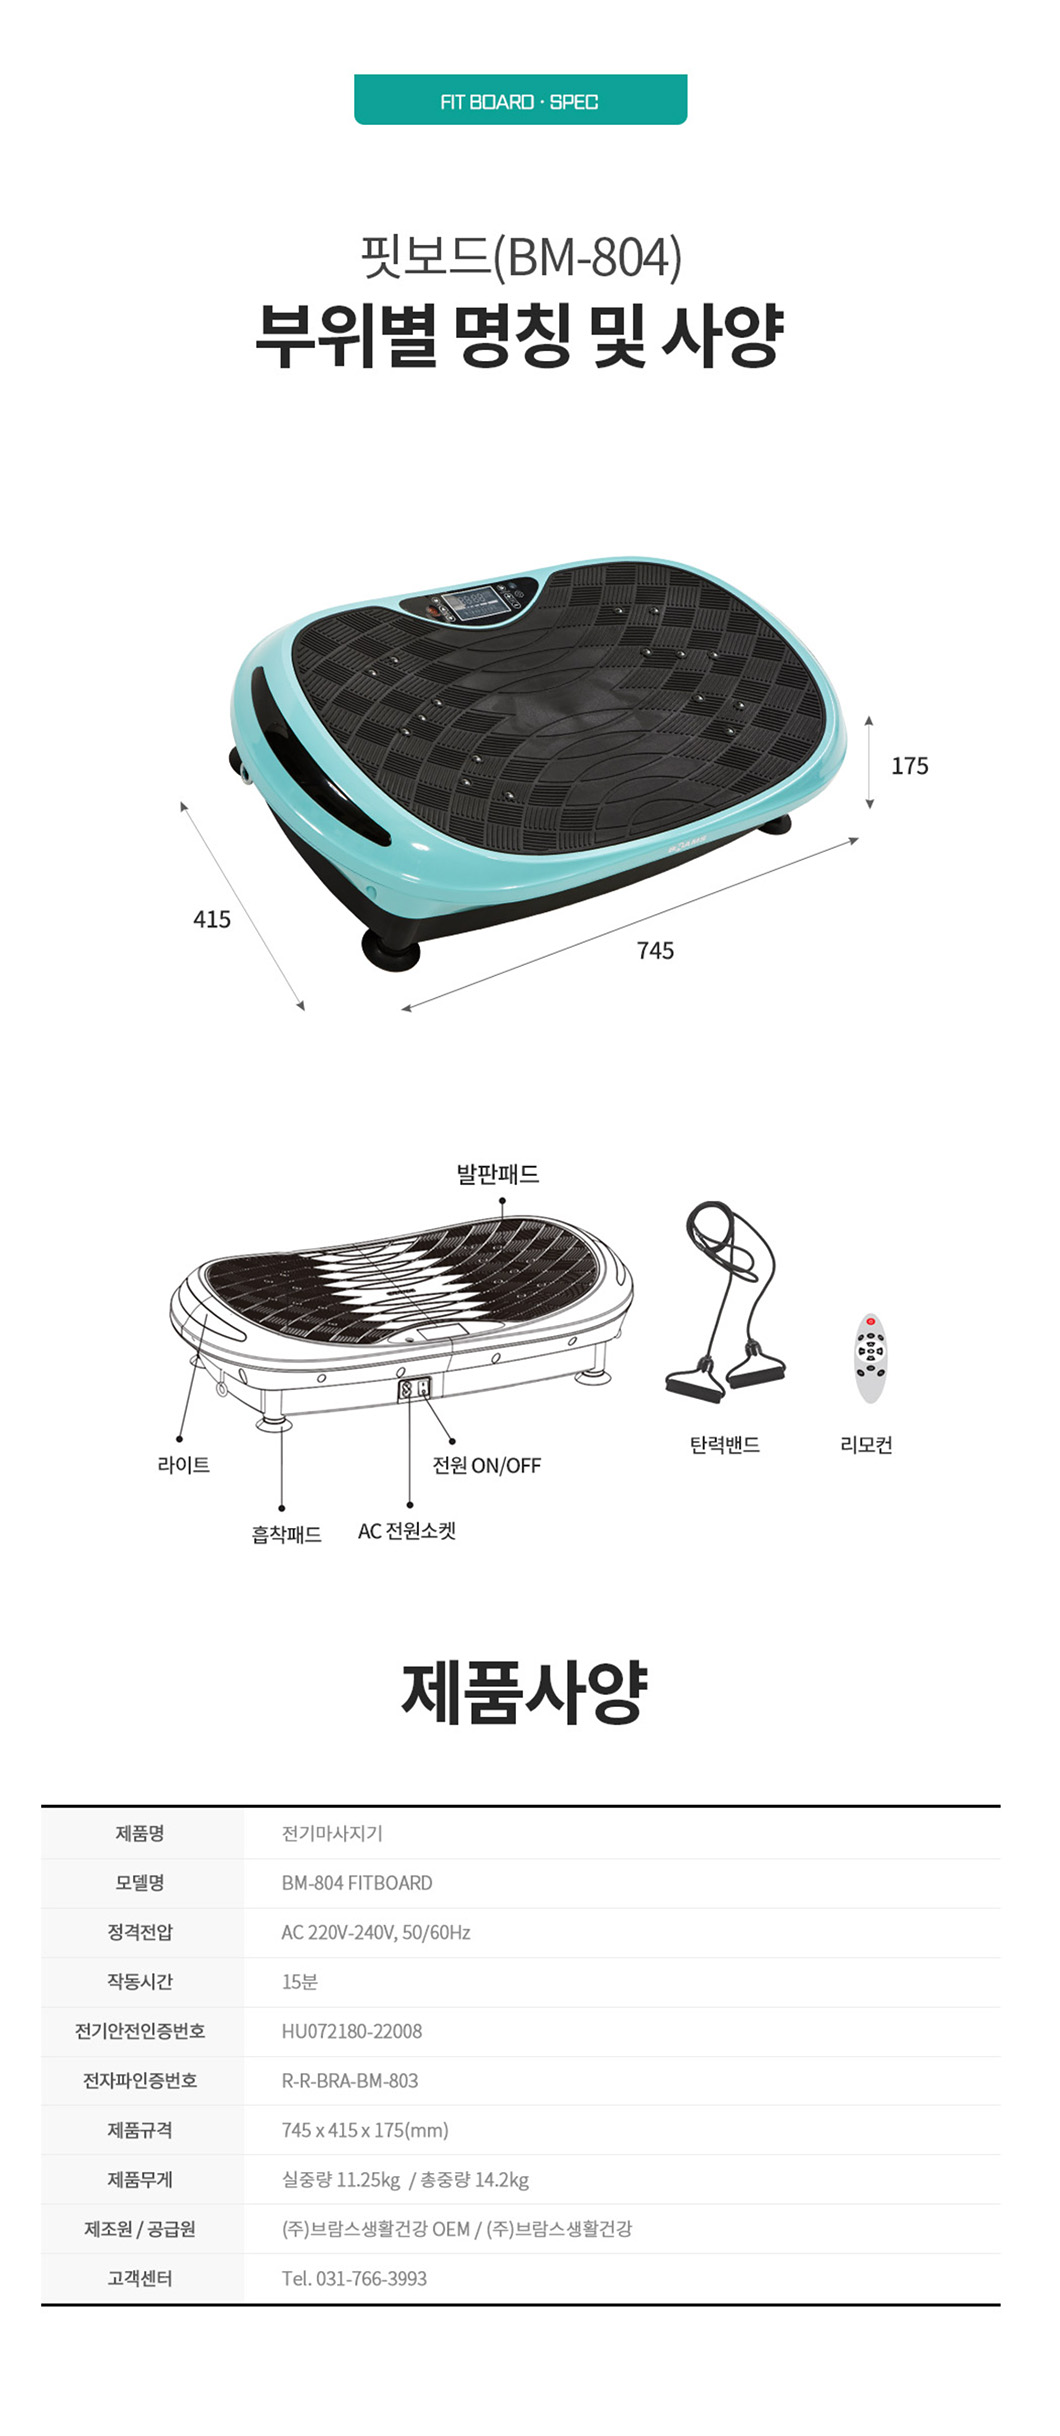 FIT BOARD · SPEC
핏보드(BM-804)
부위별 명칭 및 사양
175
415
745
발판패드
라이트
전원 ON/OFF
탄력밴드
리모컨
흡착패드
AC 전원소켓
제품사양
제품명 전기마사지기
모델명 BM-804 FITBOARD
정격전압 AC 220V-240V, 50/60Hz
작동시간 15분
전기안전인증번호 HU072180-22008
전자파인증번호 R-R-BRA-BM-803
제품규격 745 x 415 x 175(mm)
제품무게 실중량 11.25kg / 총중량 14.2kg
제조원 / 공급원 (주)브람스생활건강 OEM / (주)브람스생활건강
고객센터 Tel. 031-766-3993